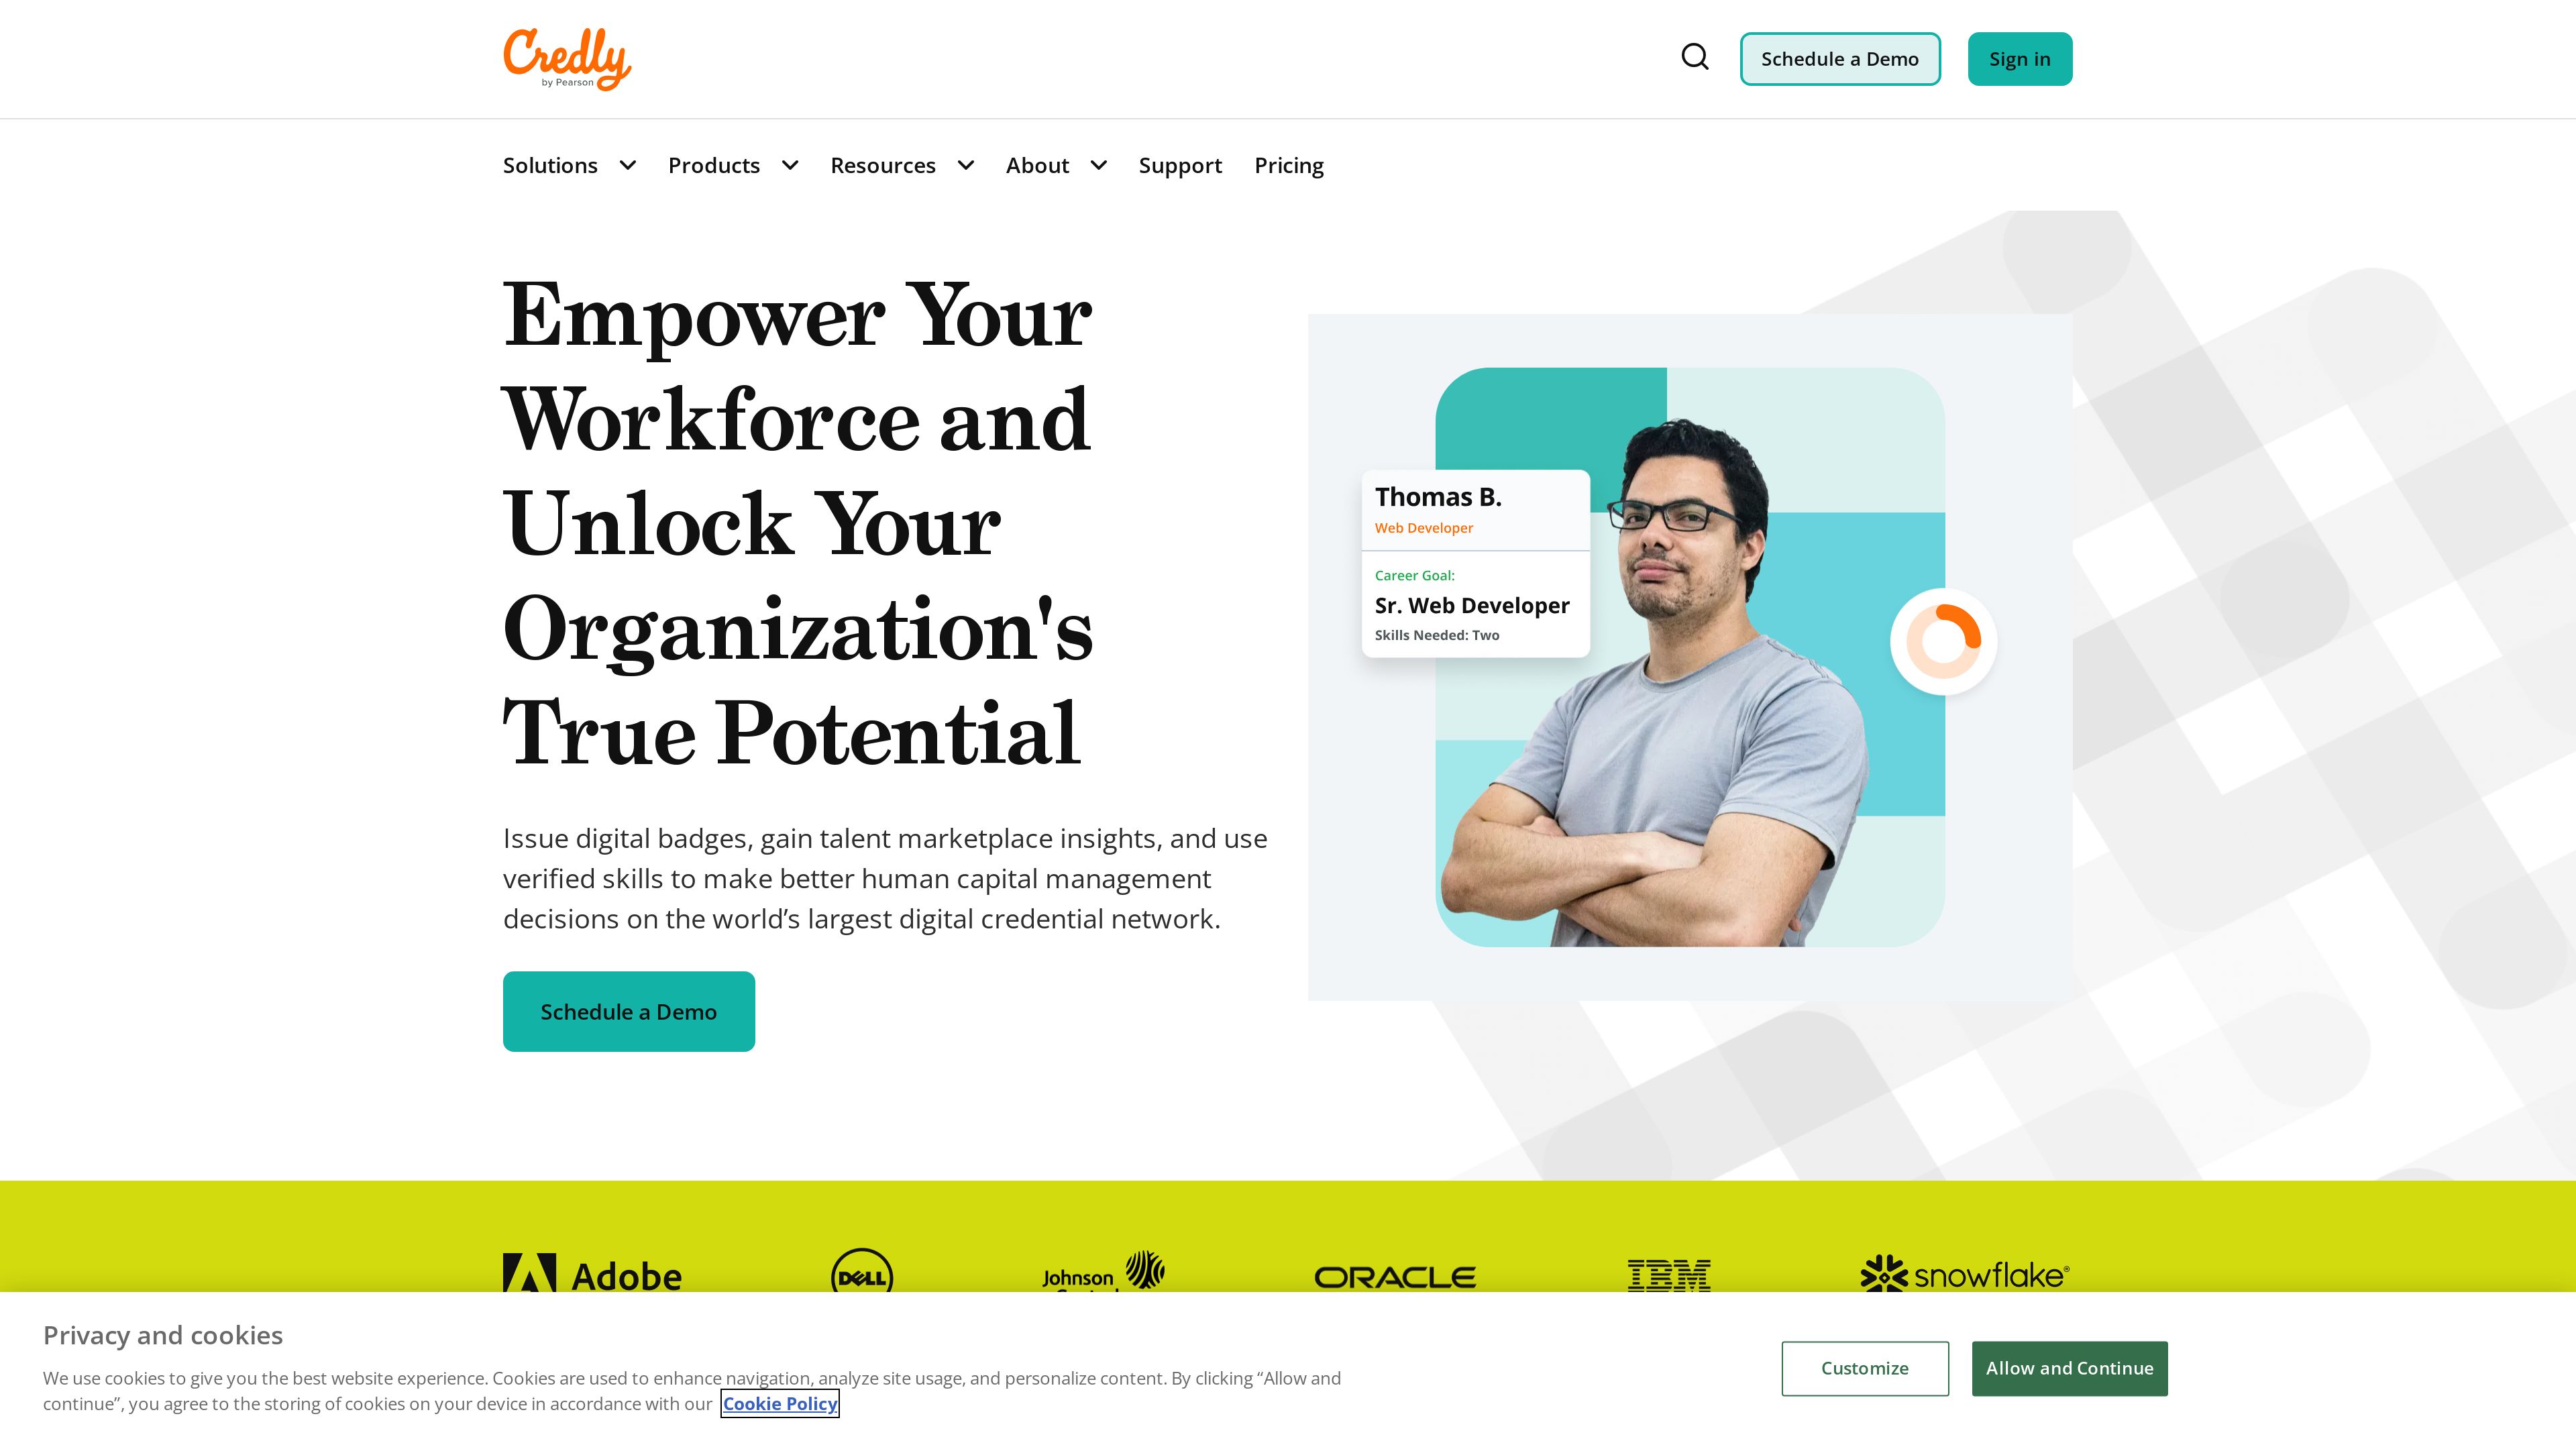 Credly
by Pearson
Schedule a Demo
Sign in
Solutions
Products
Resources
About
Support
Pricing
Empower Your
Workforce and
Unlock Your
Organization's
True Potential
Issue digital badges, gain talent marketplace insights, and use
verified skills to make better human capital management
decisions on the world’s largest digital credential network.
Schedule a Demo
Thomas B.
Web Developer
Career Goal:
Sr. Web Developer
Skills Needed: Two
Adobe
DELL
Johnson
ORACLE
IBM
snowflake®
Privacy and cookies
We use cookies to give you the best website experience. Cookies are used to enhance navigation, analyze site usage, and personalize content. By clicking “Allow and
continue”, you agree to the storing of cookies on your device in accordance with our Cookie Policy
Customize
Allow and Continue